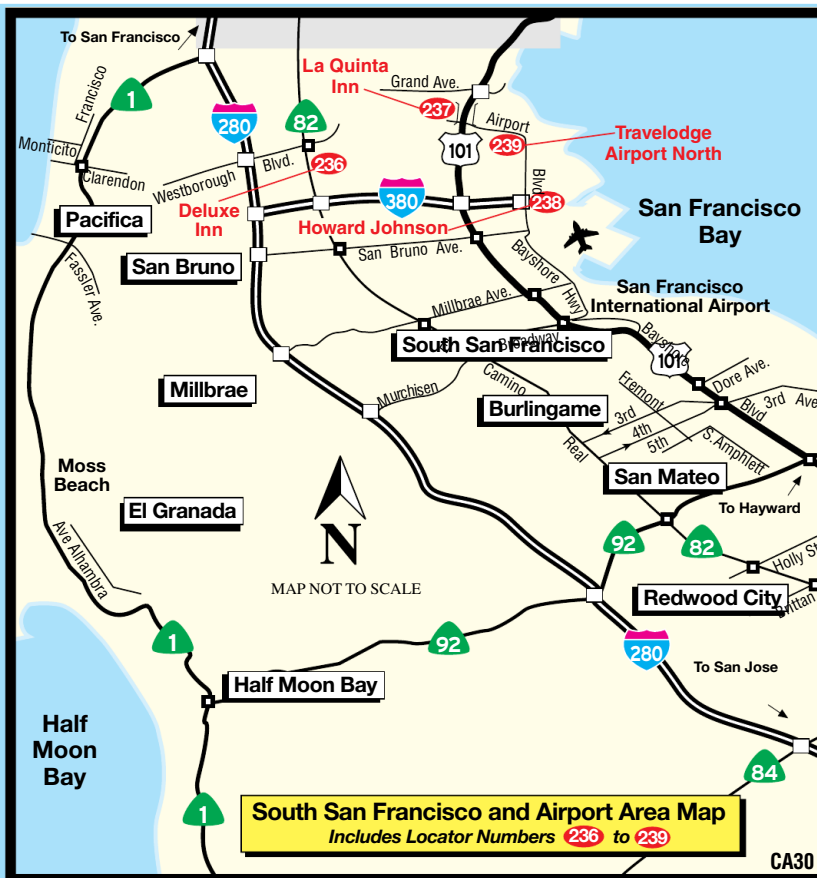 To San Francisco
La Quinta
Inn
Grand Ave.
1
Francisco
280
82
237
Airport
101
239
Travelodge
Airport North
Monticito
Clarendon
Westborough Blvd.
236
Deluxe
Inn
380
Blvd
238
Howard Johnson
San Francisco
Bay
Pacifica
San Bruno
San Bruno Ave.
Bayshore Hwy
Fassler Ave.
San Francisco
International Airport
Millbrae Ave.
Broadway
South San Francisco
Bayshore
101
Blvd
Millbrae
Murchisen
Camino
Real
Burlingame
Fremont
Dore Ave.
3rd Ave
3rd
4th
5th
S. Amphlett
Moss
Beach
San Mateo
El Granada
N
MAP NOT TO SCALE
To Hayward
92
82
Holly St
Ave Alhambra
Redwood City
Brittan
1
92
280
To San Jose
Half Moon Bay
Half
Moon
Bay
84
1
South San Francisco and Airport Area Map
Includes Locator Numbers 236 to 239
CA30